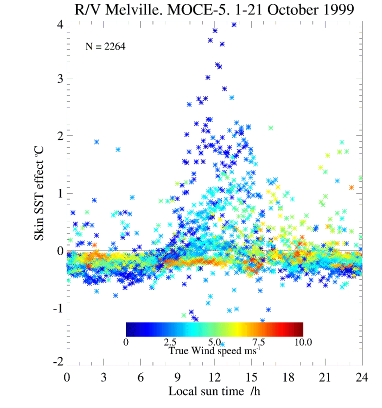 R/V Melville. MOCE-5. 1-21 October 1999
4
N = 2264
3
2
1
0
-1
-2
Skin SST effect °C
0 2.5 5.0 7.5 10.0
True Wind speed ms⁻¹
0 3 6 9 12 15 18 21 24
Local sun time /h